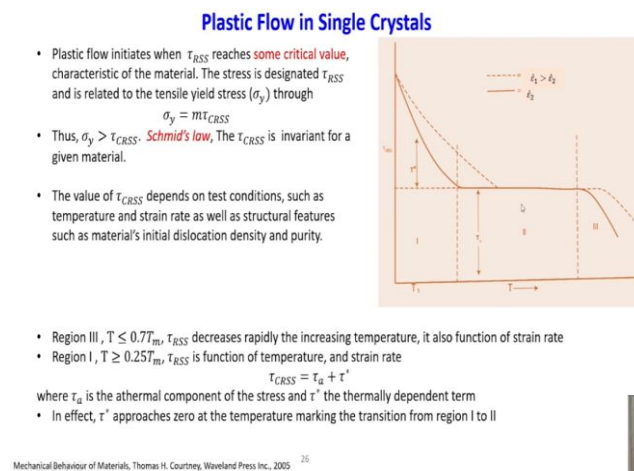 Plastic Flow in Single Crystals
• Plastic flow initiates when τ_RSS reaches some critical value,
characteristic of the material. The stress is designated τ_RSS
and is related to the tensile yield stress (σ_y) through
σ_y = mτ_CRSS
• Thus, σ_y > τ_CRSS. Schmid's law, The τ_CRSS is invariant for a
given material.
• The value of τ_CRSS depends on test conditions, such as
temperature and strain rate as well as structural features
such as material's initial dislocation density and purity.
= ε̇₁ > ε̇₂
= ε̇₂
τ*
I
II
III
T
• Region III , T ≤ 0.7T_m, τ_RSS decreases rapidly the increasing temperature, it also function of strain rate
• Region I , T ≥ 0.25T_m, τ_RSS is function of temperature, and strain rate
τ_CRSS = τ_a + τ*
where τ_a is the athermal component of the stress and τ* the thermally dependent term
• In effect, τ* approaches zero at the temperature marking the transition from region I to II
26
Mechanical Behaviour of Materials, Thomas H. Courtney, Waveland Press Inc., 2005